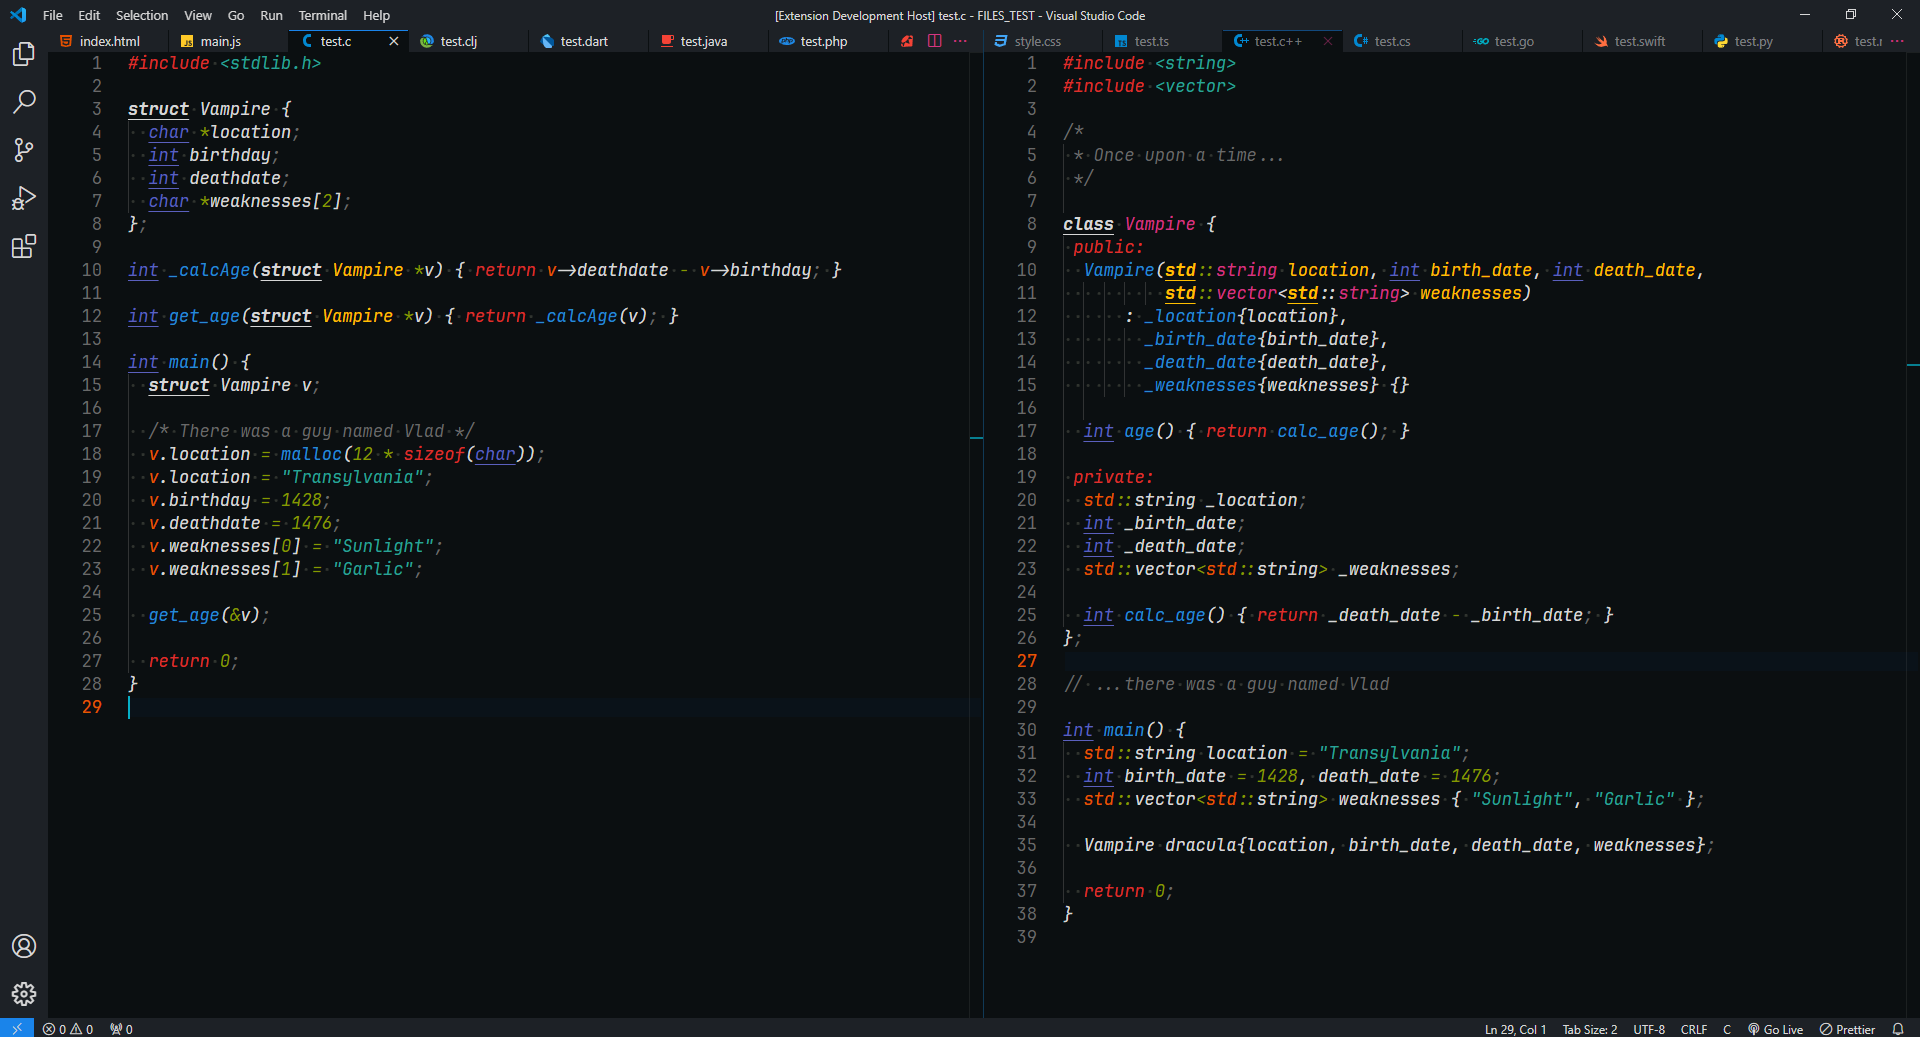 File Edit Selection View Go Run Terminal Help [Extension Development Host] test.c - FILES_TEST - Visual Studio Code
index.html main.js test.c test.clj test.dart test.java test.php
1 #include <stdlib.h>
2
3 struct Vampire {
4 char *location;
5 int birthday;
6 int deathdate;
7 char *weaknesses[2];
8 };
9
10 int _calcAge(struct Vampire *v) { return v->deathdate - v->birthday; }
11
12 int get_age(struct Vampire *v) { return _calcAge(v); }
13
14 int main() {
15 struct Vampire v;
16
17 /* There was a guy named Vlad */
18 v.location = malloc(12 * sizeof(char));
19 v.location = "Transylvania";
20 v.birthday = 1428;
21 v.deathdate = 1476;
22 v.weaknesses[0] = "Sunlight";
23 v.weaknesses[1] = "Garlic";
24
25 get_age(&v);
26
27 return 0;
28 }
29
style.css test.ts test.c++ test.cs test.go test.swift test.py test.r
1 #include <string>
2 #include <vector>
3
4 /*
5 * Once upon a time...
6 */
7
8 class Vampire {
9 public:
10 Vampire(std::string location, int birth_date, int death_date,
11 std::vector<std::string> weaknesses)
12 : _location{location},
13 _birth_date{birth_date},
14 _death_date{death_date},
15 _weaknesses{weaknesses} {}
16
17 int age() { return calc_age(); }
18
19 private:
20 std::string _location;
21 int _birth_date;
22 int _death_date;
23 std::vector<std::string> _weaknesses;
24
25 int calc_age() { return _death_date - _birth_date; }
26 };
27
28 // ...there was a guy named Vlad
29
30 int main() {
31 std::string location = "Transylvania";
32 int birth_date = 1428, death_date = 1476;
33 std::vector<std::string> weaknesses { "Sunlight", "Garlic" };
34
35 Vampire dracula{location, birth_date, death_date, weaknesses};
36
37 return 0;
38 }
39
0 0 0 Ln 29, Col 1 Tab Size: 2 UTF-8 CRLF C Go Live Prettier